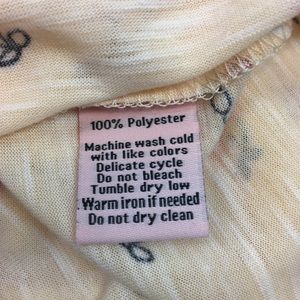 100% Polyester
Machine wash cold
with like colors
Delicate cycle
Do not bleach
Tumble dry low
Warm iron if needed
Do not dry clean